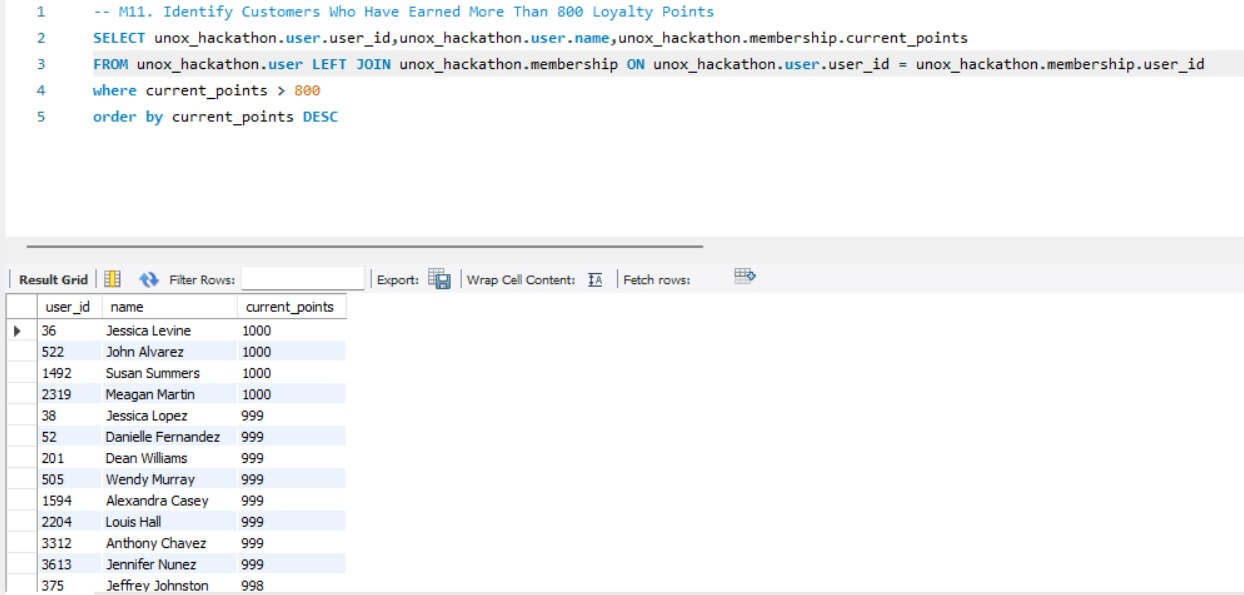 1 -- M11. Identify Customers Who Have Earned More Than 800 Loyalty Points
2 SELECT unox_hackathon.user.user_id,unox_hackathon.user.name,unox_hackathon.membership.current_points
3 FROM unox_hackathon.user LEFT JOIN unox_hackathon.membership ON unox_hackathon.user.user_id = unox_hackathon.membership.user_id
4 where current_points > 800
5 order by current_points DESC
Result Grid Filter Rows: Export: Wrap Cell Content: Fetch rows:
user_id name current_points
36 Jessica Levine 1000
522 John Alvarez 1000
1492 Susan Summers 1000
2319 Meagan Martin 1000
38 Jessica Lopez 999
52 Danielle Fernandez 999
201 Dean Williams 999
505 Wendy Murray 999
1594 Alexandra Casey 999
2204 Louis Hall 999
3312 Anthony Chavez 999
3613 Jennifer Nunez 999
375 Jeffrey Johnston 998